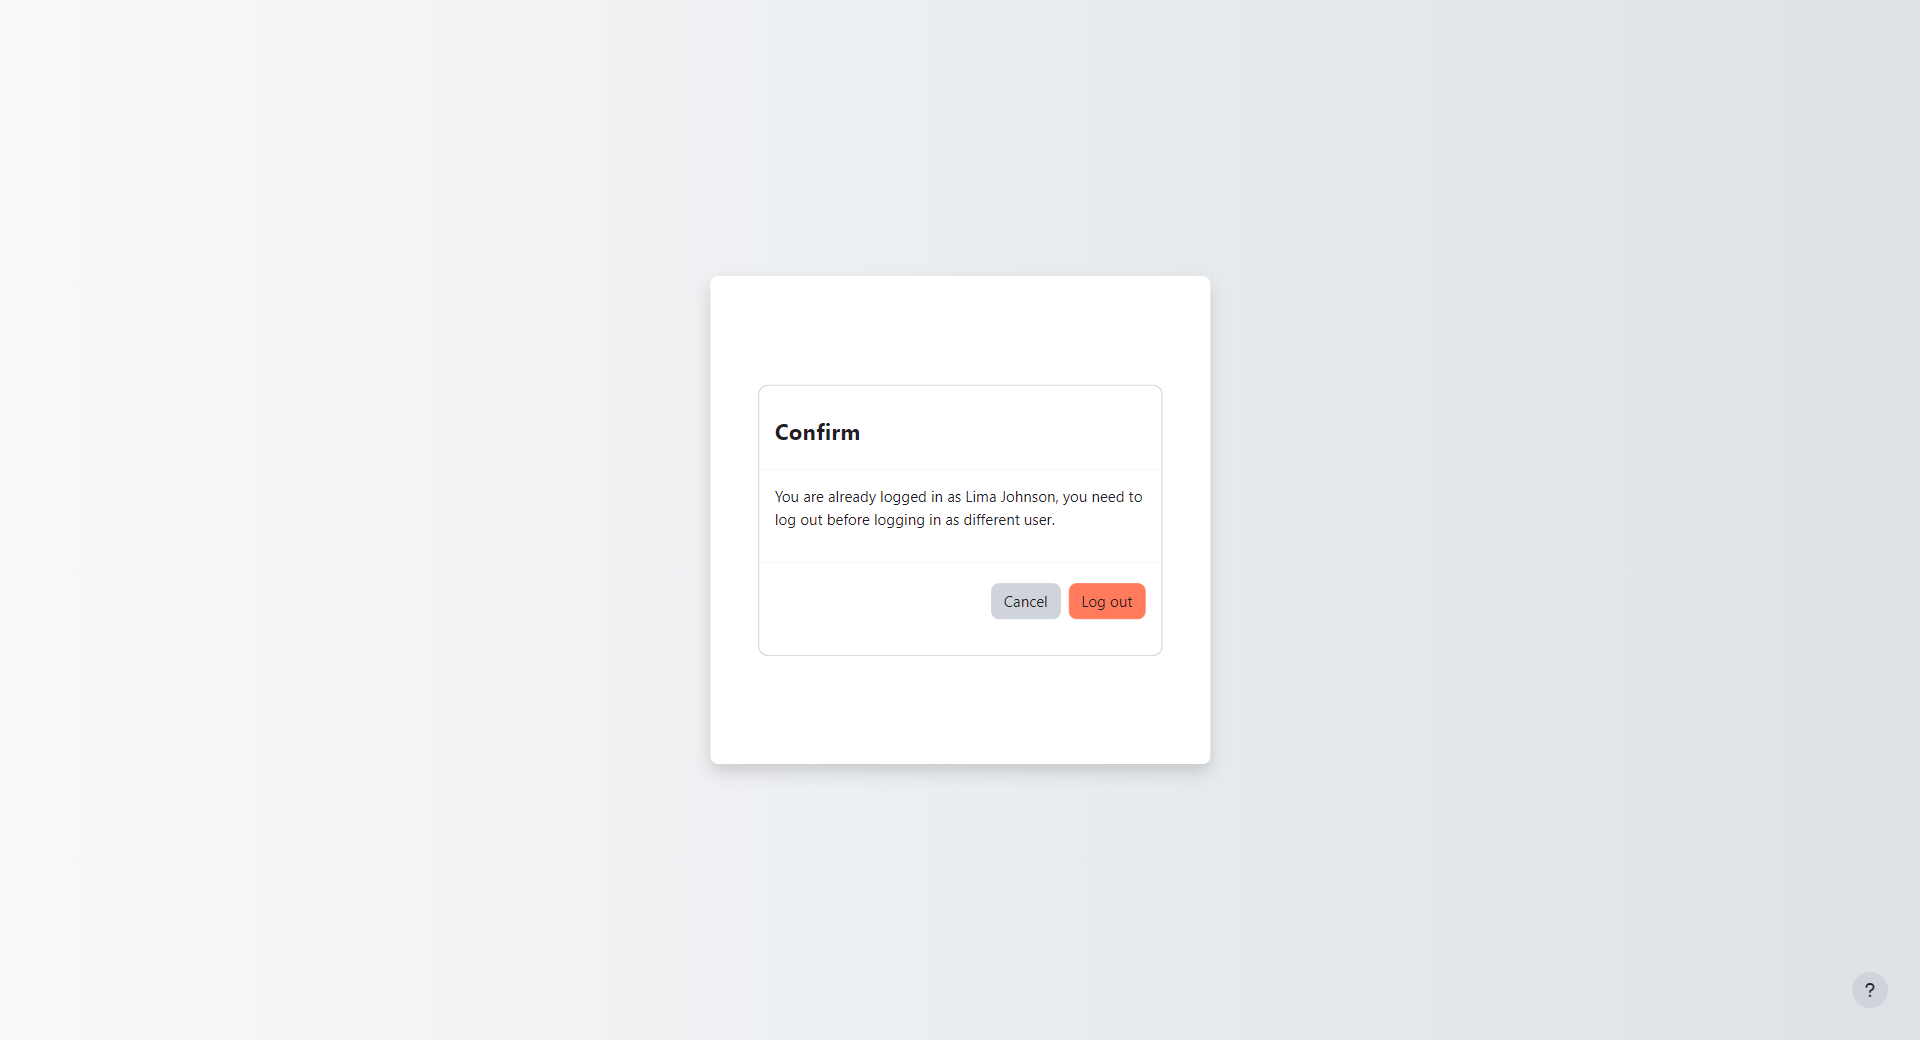 Confirm
You are already logged in as Lima Johnson, you need to
log out before logging in as different user.
Cancel
Log out
?